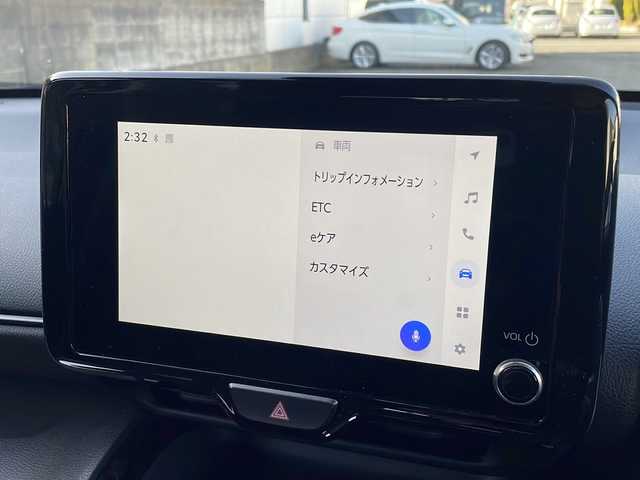 2:32
車両
トリップインフォメーション
ETC
eケア
カスタマイズ
VOL